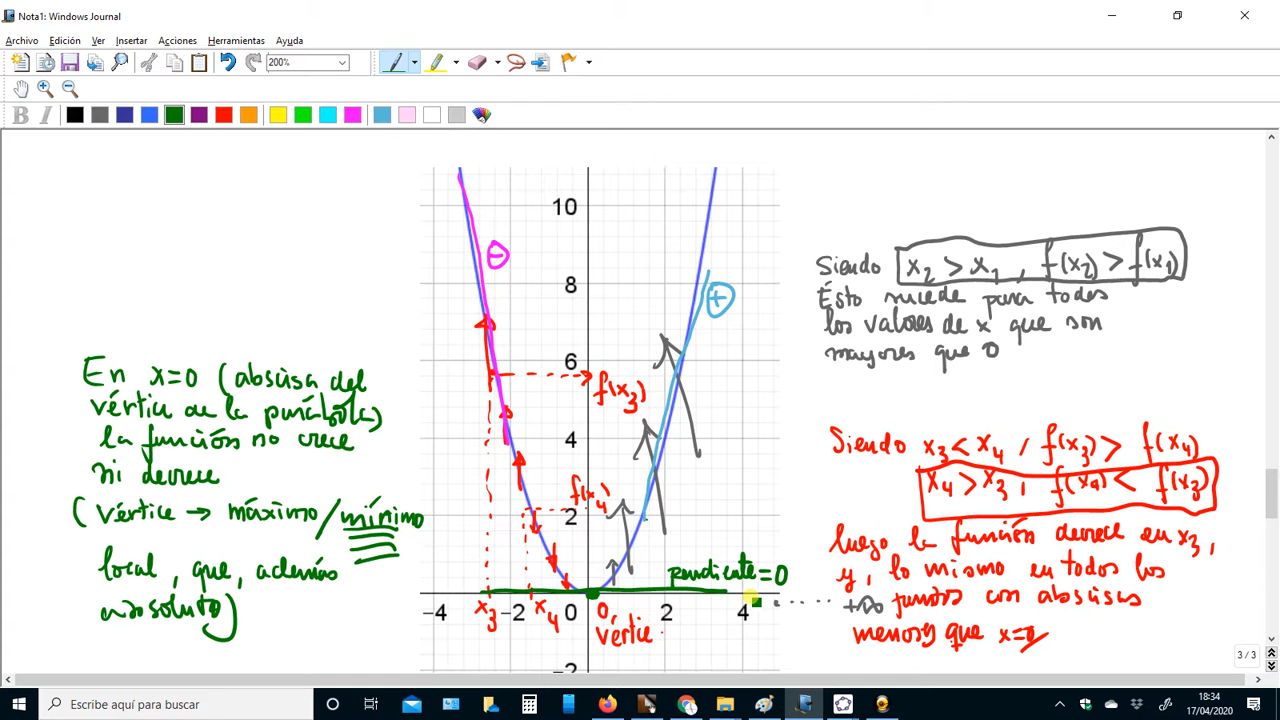 Nota1: Windows Journal
Archivo Edición Ver Insertar Acciones Herramientas Ayuda
200%
B I
10
8
6
4
2
-4 -2 0 2 4
-2
⊖
⊕
f(x3)
f(x4)
x3 x4 0
vértice
pendiente = 0
+∞
En x=0 (abscisa del
vértice de la parábola)
la función no crece
ni decrece
(vértice → máximo/mínimo
local, que, además
absoluto)
Siendo x2 > x1 , f(x2) > f(x1)
Ésto sucede para todos
los valores de x que son
mayores que 0
Siendo x3 < x4 , f(x3) > f(x4)
x4 > x3 , f(x4) < f(x3)
luego la función decrece en x3,
y, lo mismo en todos los
puntos con abscisas
menores que x=0
3 / 3
Escribe aquí para buscar
18:34
17/04/2020